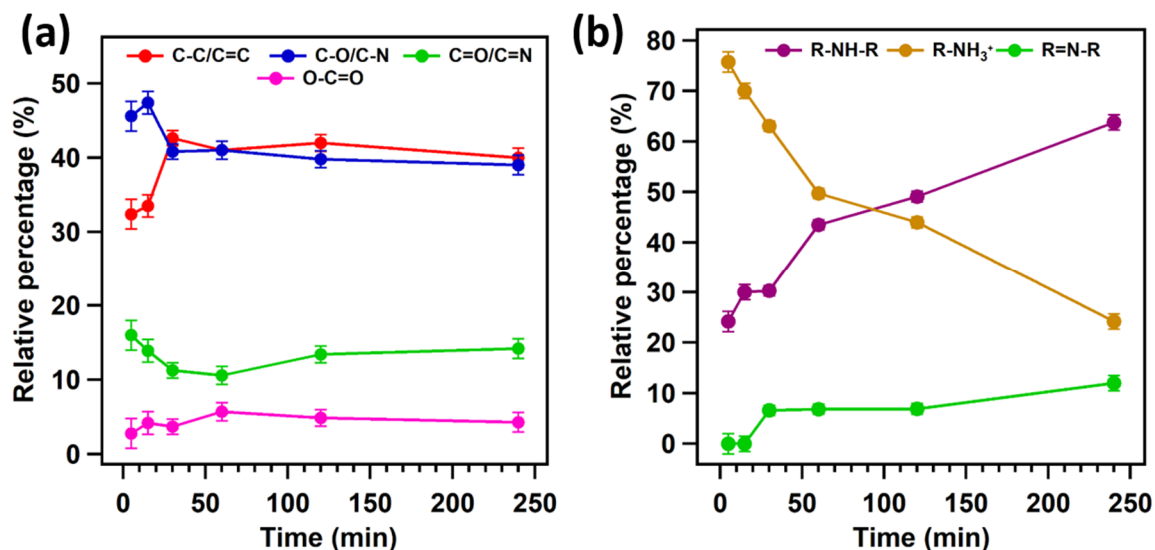 (a)
C-C/C=C C-O/C-N C=O/C=N
O-C=O
Relative percentage (%)
50
40
30
20
10
0
0 50 100 150 200 250
Time (min)
(b)
R-NH-R R-NH₃⁺ R=N-R
Relative percentage (%)
80
70
60
50
40
30
20
10
0
0 50 100 150 200 250
Time (min)